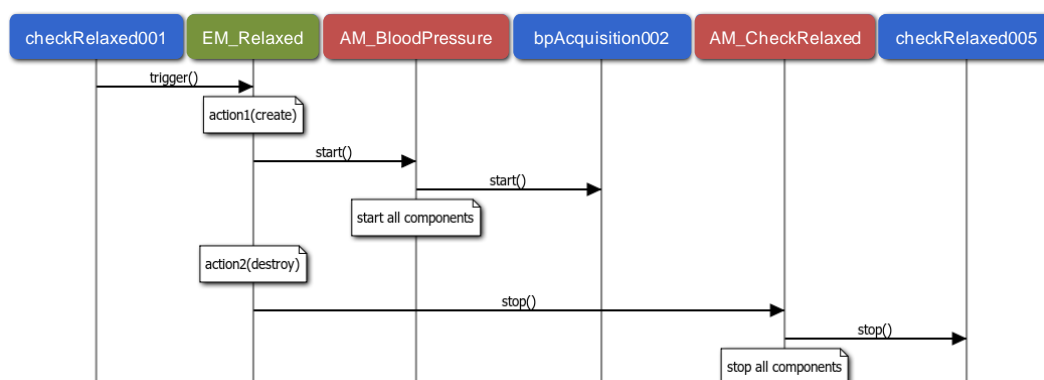 checkRelaxed001
EM_Relaxed
AM_BloodPressure
bpAcquisition002
AM_CheckRelaxed
checkRelaxed005
trigger()
action1(create)
start()
start()
start all components
action2(destroy)
stop()
stop()
stop all components